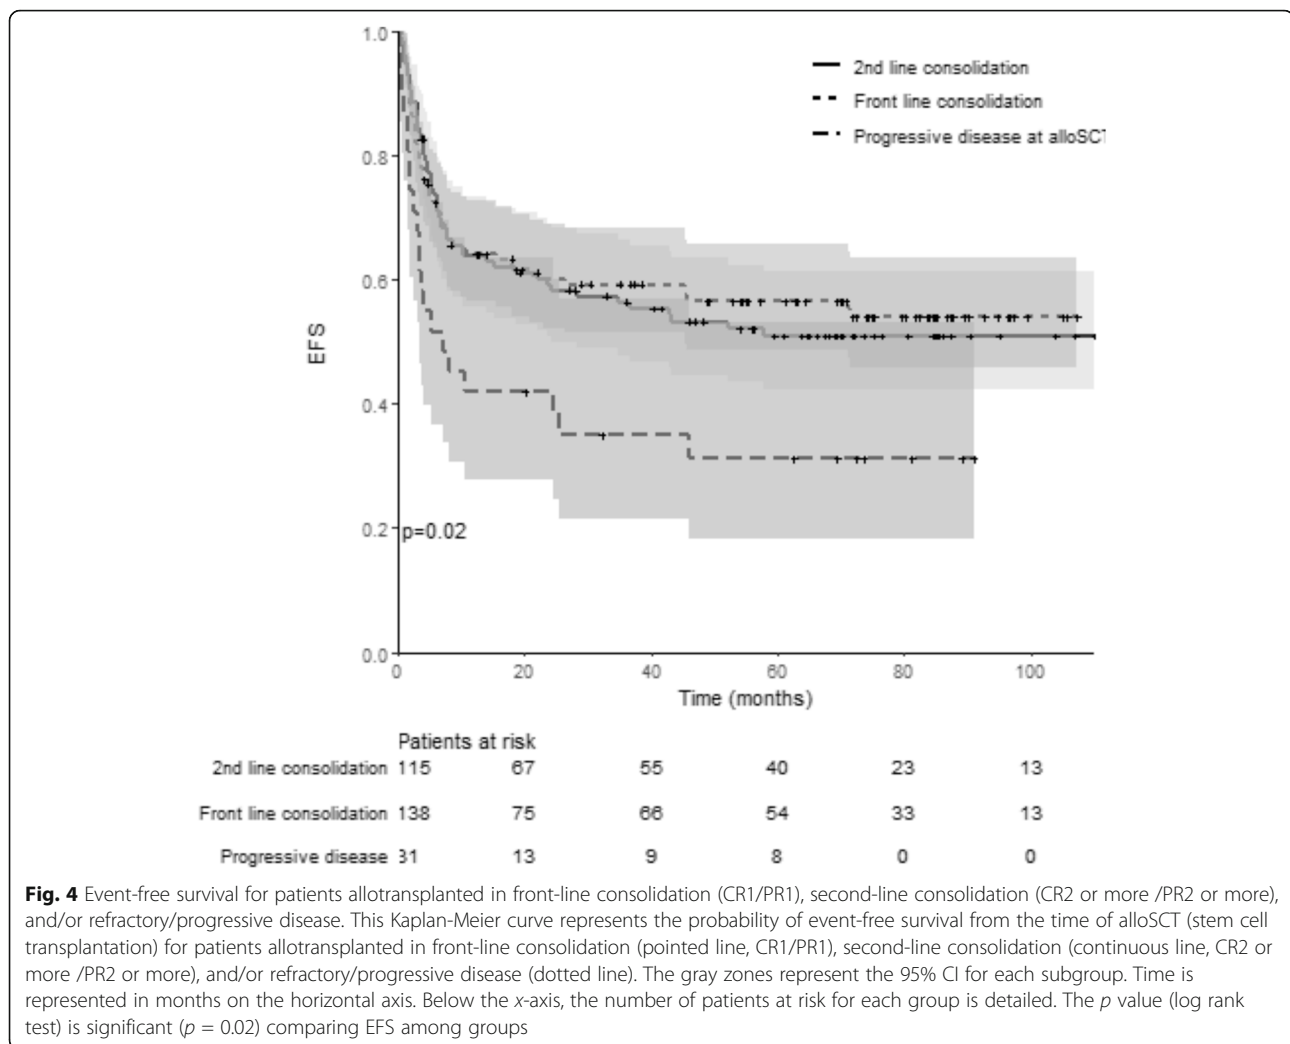 1.0
2nd line consolidation
Front line consolidation
Progressive disease at alloSCT
0.8
0.6
EFS
0.4
0.2
p=0.02
0.0
0 20 40 60 80 100
Time (months)
Patients at risk
2nd line consolidation 115 67 55 40 23 13
Front line consolidation 138 75 66 54 33 13
Progressive disease 31 13 9 8 0 0
Fig. 4 Event-free survival for patients allotransplanted in front-line consolidation (CR1/PR1), second-line consolidation (CR2 or more /PR2 or more),
and/or refractory/progressive disease. This Kaplan-Meier curve represents the probability of event-free survival from the time of alloSCT (stem cell
transplantation) for patients allotransplanted in front-line consolidation (pointed line, CR1/PR1), second-line consolidation (continuous line, CR2 or
more /PR2 or more), and/or refractory/progressive disease (dotted line). The gray zones represent the 95% CI for each subgroup. Time is
represented in months on the horizontal axis. Below the x-axis, the number of patients at risk for each group is detailed. The p value (log rank
test) is significant (p = 0.02) comparing EFS among groups